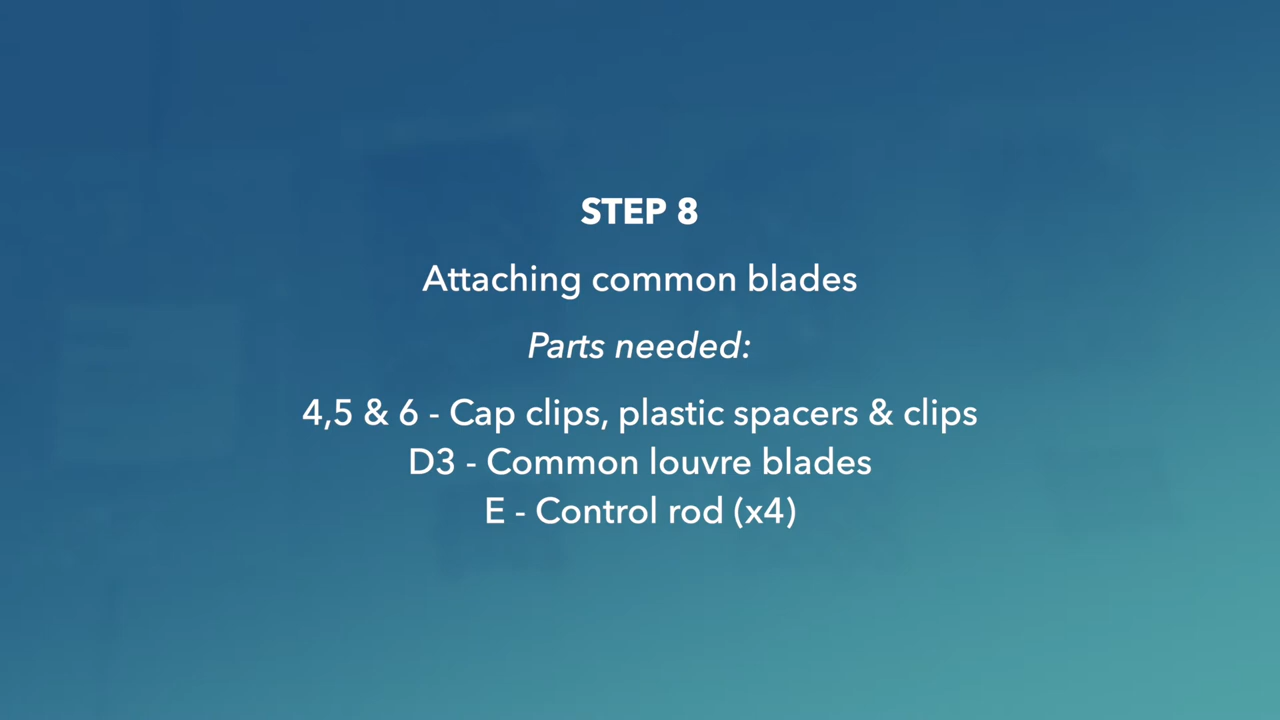 STEP 8
Attaching common blades
Parts needed:
4,5 & 6 - Cap clips, plastic spacers & clips
D3 - Common louvre blades
E - Control rod (x4)